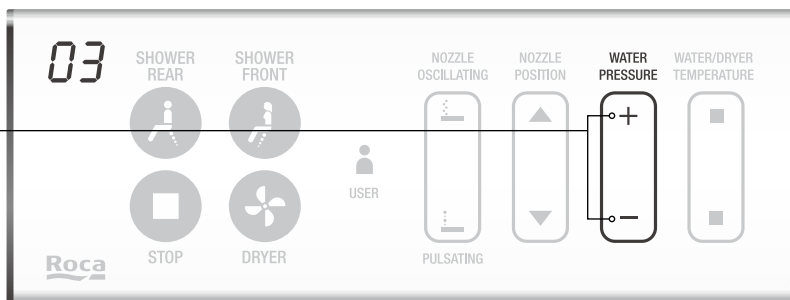 03
SHOWER
REAR
SHOWER
FRONT
NOZZLE
OSCILLATING
NOZZLE
POSITION
WATER
PRESSURE
WATER/DRYER
TEMPERATURE
+
USER
−
STOP
DRYER
PULSATING
Roca